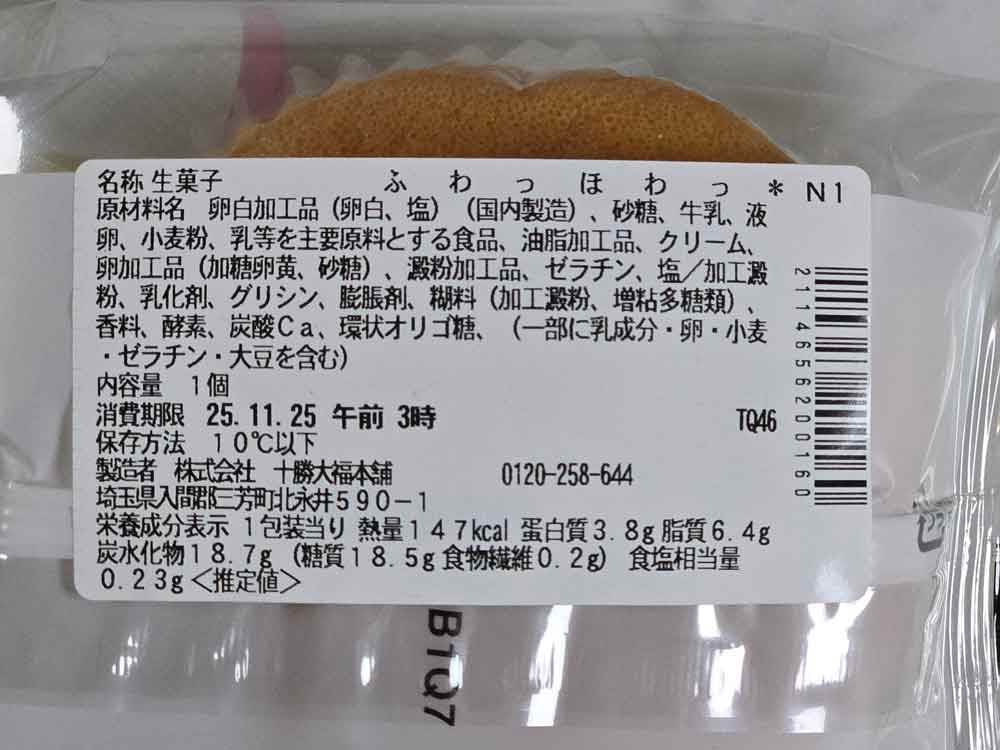 名称 生菓子 ふわっほわっ* N1
原材料名 卵白加工品（卵白、塩）（国内製造）、砂糖、牛乳、液
卵、小麦粉、乳等を主要原料とする食品、油脂加工品、クリーム、
卵加工品（加糖卵黄、砂糖）、澱粉加工品、ゼラチン、塩／加工澱
粉、乳化剤、グリシン、膨脹剤、糊料（加工澱粉、増粘多糖類）、
香料、酵素、炭酸Ｃａ、環状オリゴ糖、（一部に乳成分・卵・小麦
・ゼラチン・大豆を含む）
内容量 1個
消費期限 25.11.25 午前 3時
TQ46
保存方法 10℃以下
製造者 株式会社 十勝大福本舗 0120-258-644
埼玉県入間郡三芳町北永井590－1
栄養成分表示 1包装当り 熱量147kcal 蛋白質3.8g 脂質6.4g
炭水化物18.7g（糖質18.5g 食物繊維0.2g） 食塩相当量
0.23g＜推定値＞
2114656200160
B1Q7